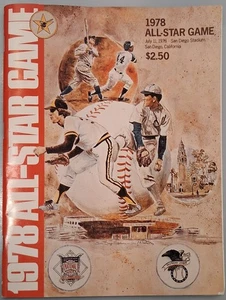 1978 ALL-STAR GAME
1978
ALL-STAR GAME
July 11, 1978 San Diego Stadium
San Diego, California
$2.50